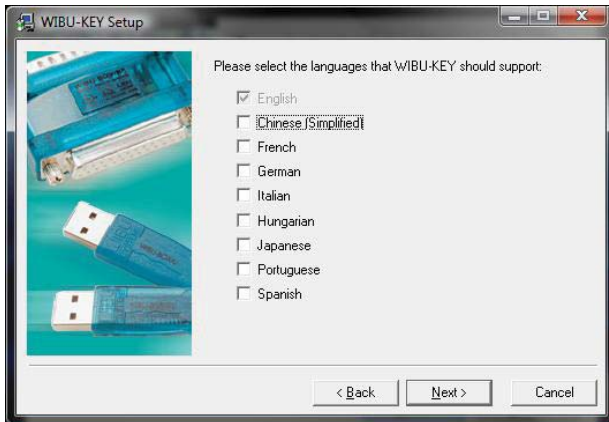 WIBU-KEY Setup
Please select the languages that WIBU-KEY should support:
English
Chinese (Simplified)
French
German
Italian
Hungarian
Japanese
Portuguese
Spanish
< Back
Next >
Cancel